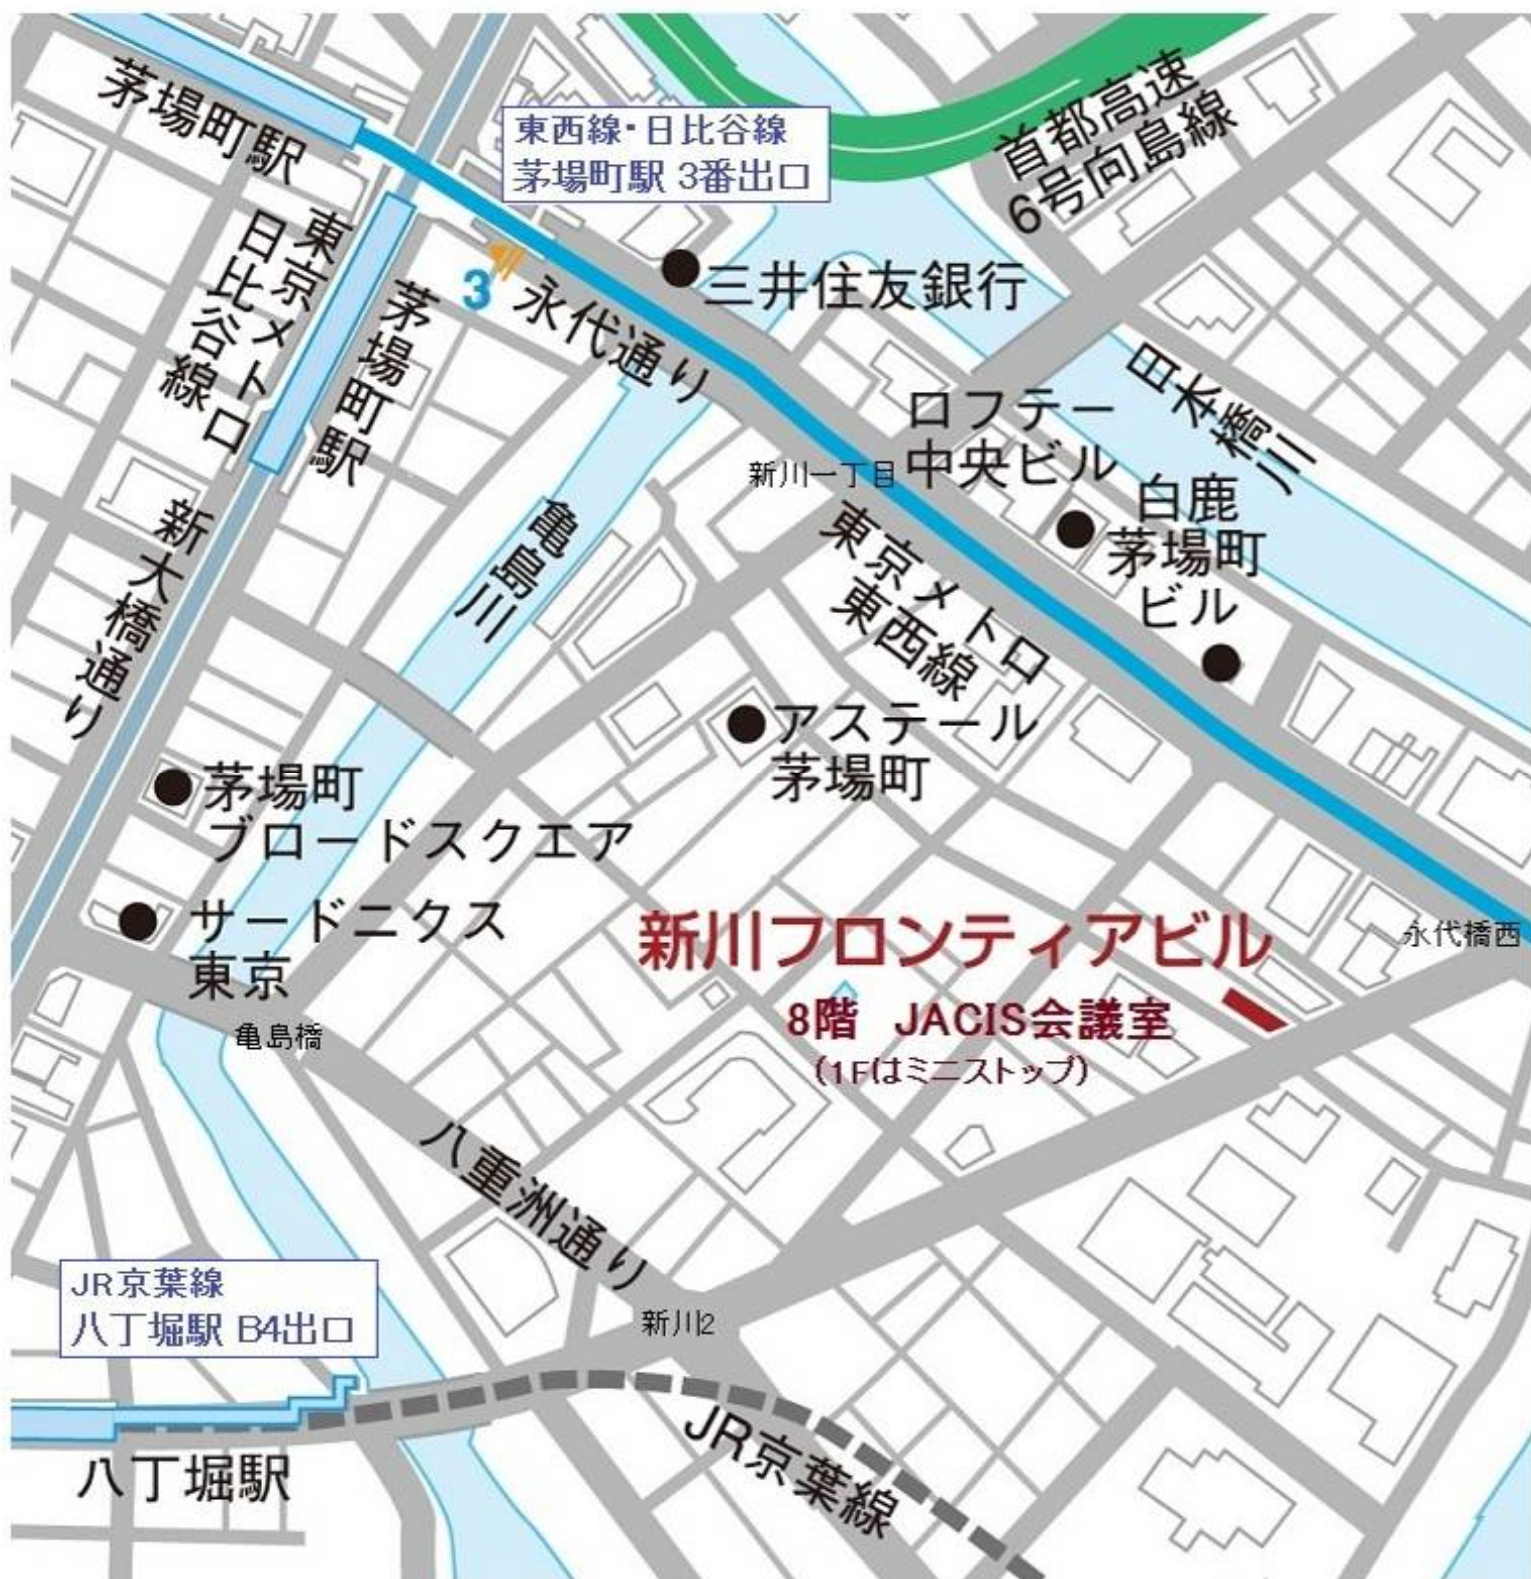 茅場町駅
東西線・日比谷線
茅場町駅 3番出口
首都高速
6号向島線
東京メトロ
日比谷線
茅場町駅
3
永代通り
三井住友銀行
日本橋川
ロフテー
中央ビル
新川一丁目
白鹿
茅場町
ビル
新大橋通り
亀島川
東京メトロ
東西線
アステール
茅場町
茅場町
ブロードスクエア
サードニクス
東京
亀島橋
新川フロンティアビル
8階 JACIS会議室
(1Fはミニストップ)
永代橋西
八重洲通り
JR京葉線
八丁堀駅 B4出口
新川2
八丁堀駅
JR京葉線